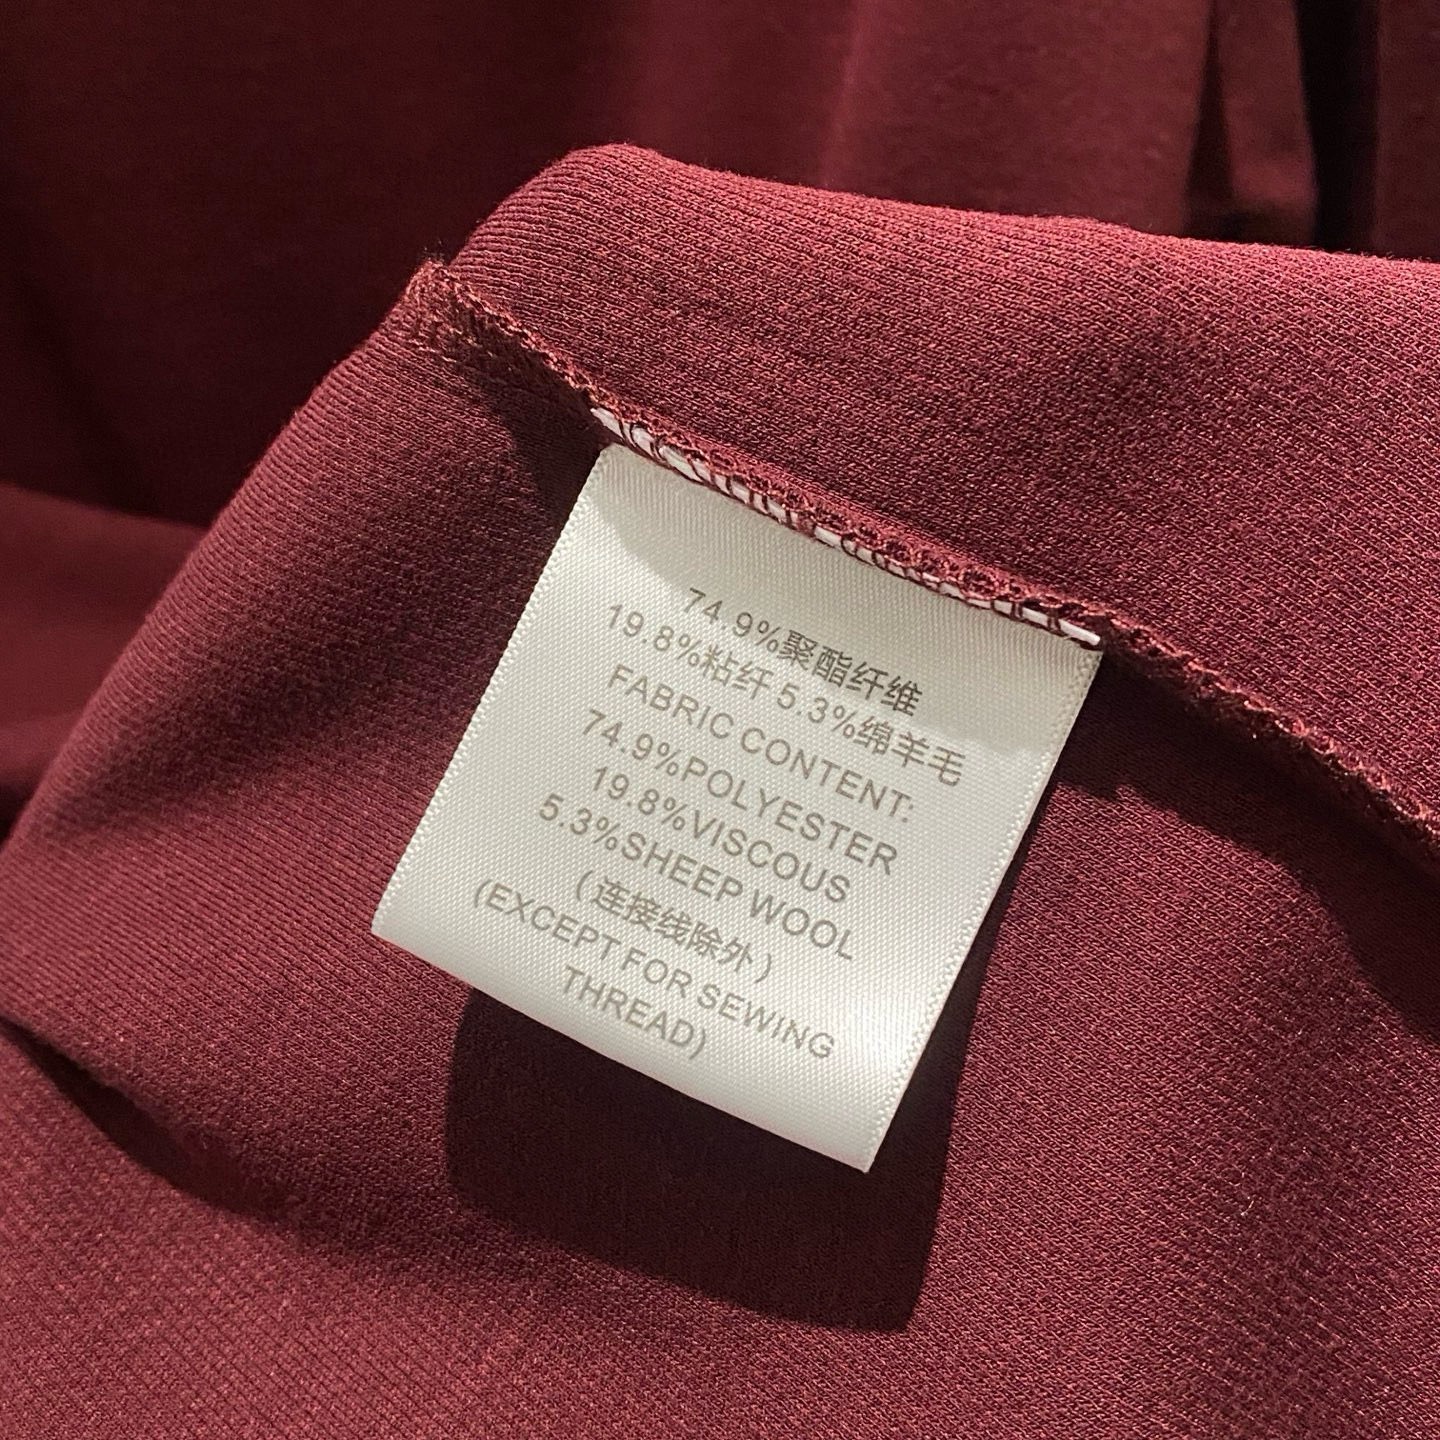 74.9%聚酯纤维
19.8%粘纤 5.3%绵羊毛
FABRIC CONTENT:
74.9%POLYESTER
19.8%VISCOUS
5.3%SHEEP WOOL
(连接线除外)
(EXCEPT FOR SEWING
THREAD)